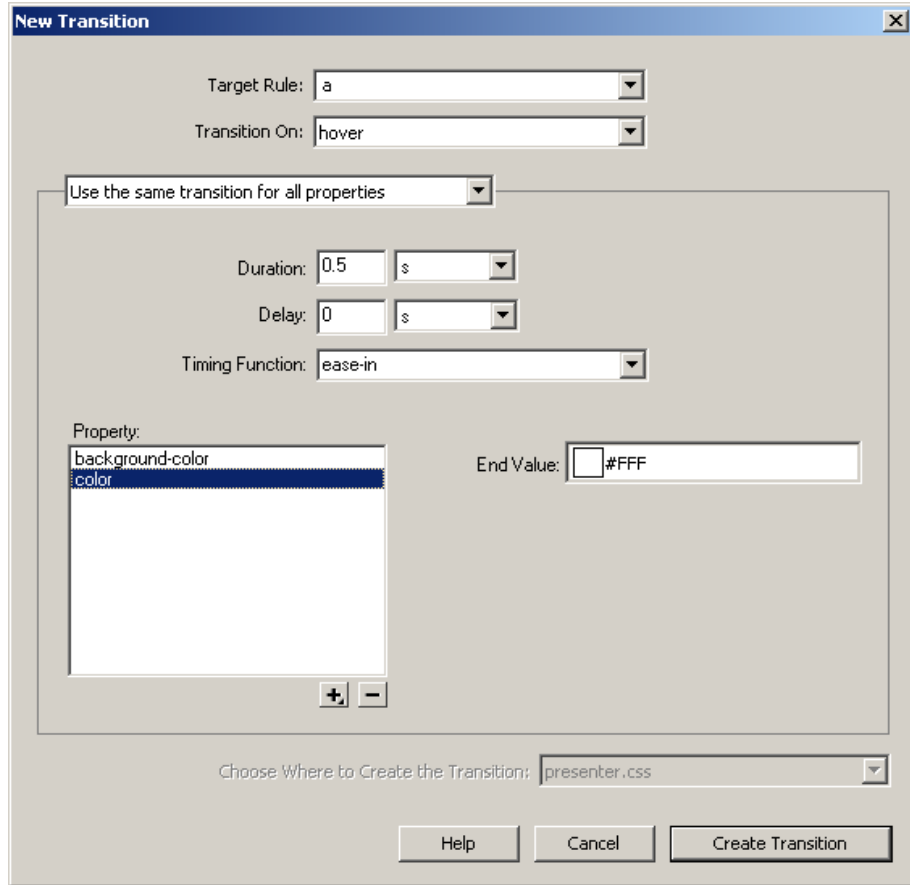 New Transition
Target Rule: a
Transition On: hover
Use the same transition for all properties
Duration: 0.5 s
Delay: 0 s
Timing Function: ease-in
Property:
background-color
color
End Value: #FFF
Choose Where to Create the Transition: presenter.css
Help Cancel Create Transition